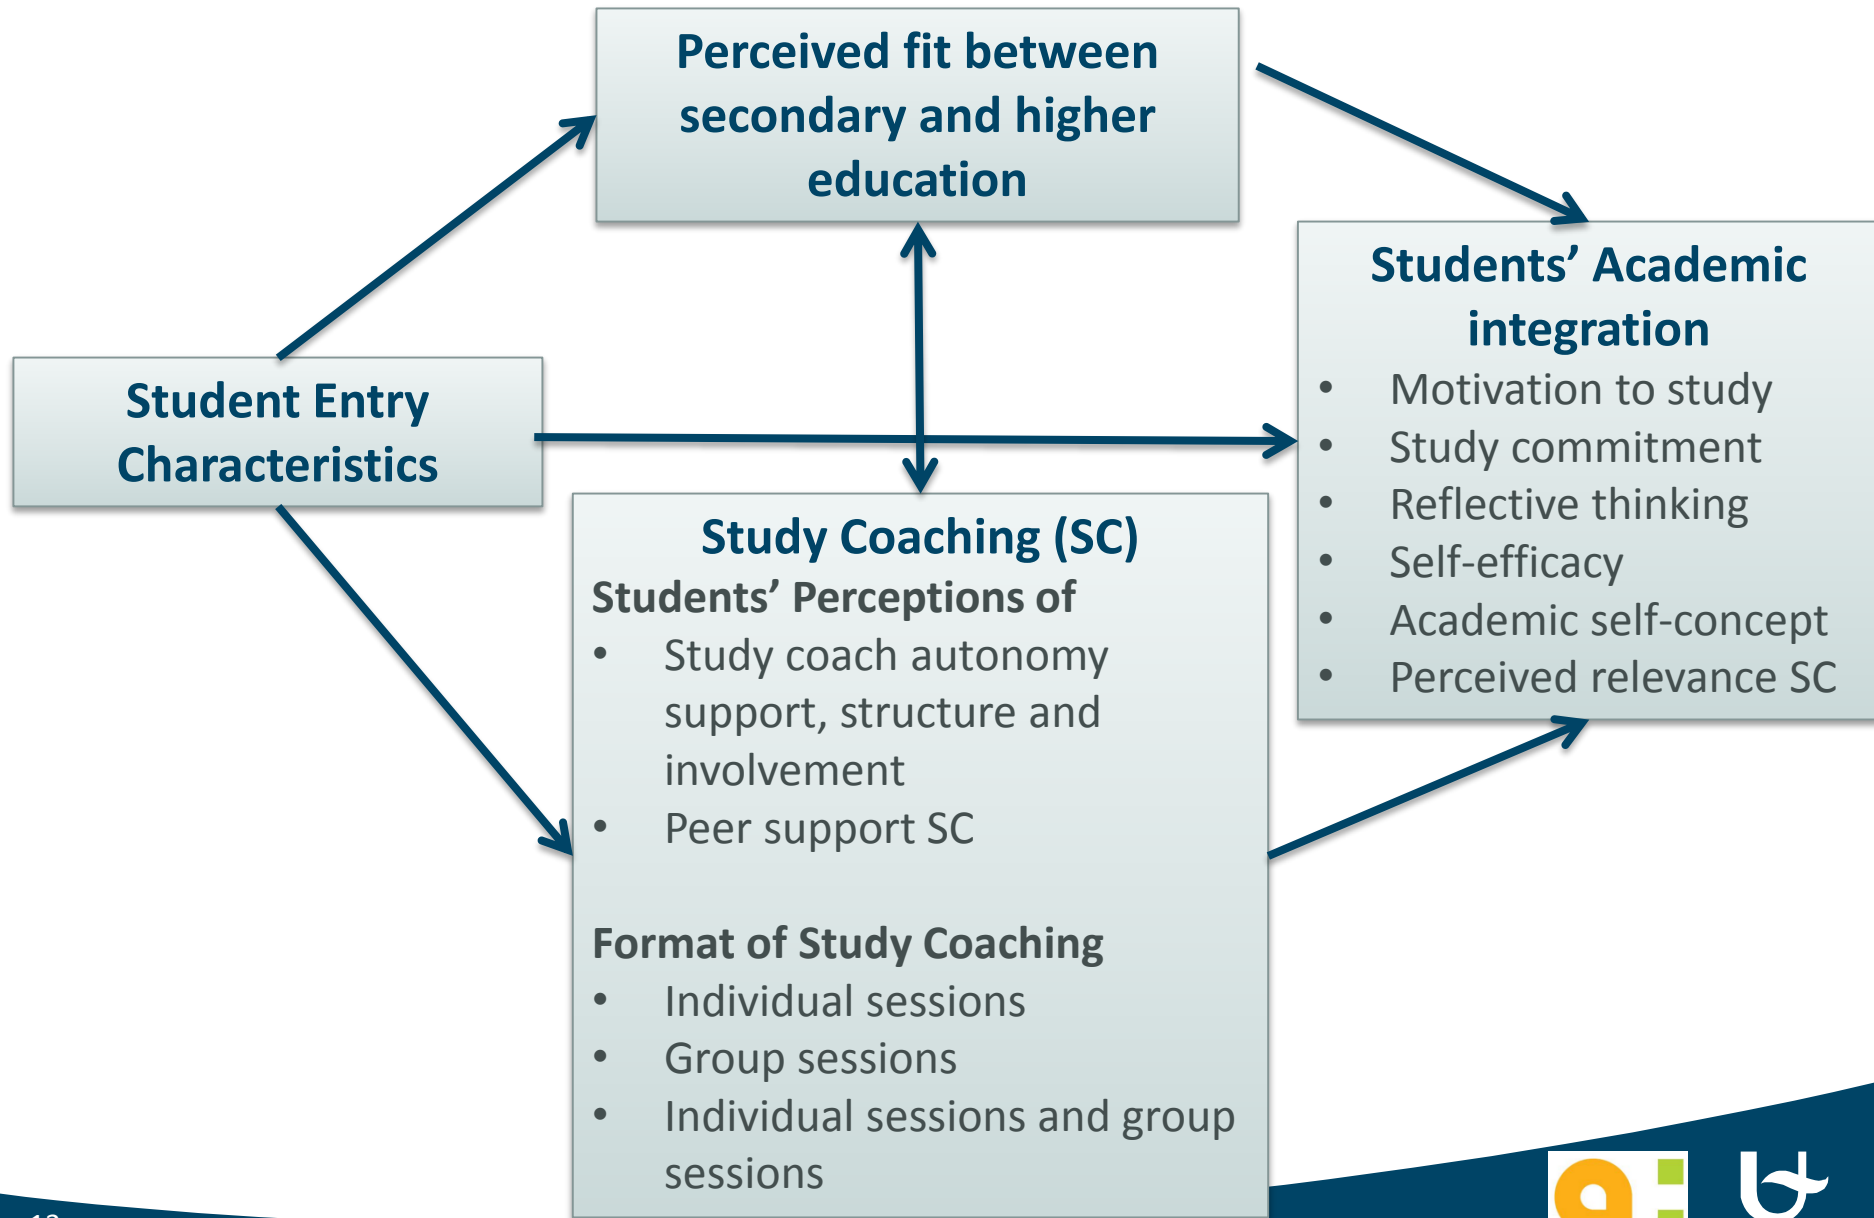 Perceived fit between
secondary and higher
education
Student Entry
Characteristics
Students’ Academic
integration
• Motivation to study
• Study commitment
• Reflective thinking
• Self-efficacy
• Academic self-concept
• Perceived relevance SC
Study Coaching (SC)
Students’ Perceptions of
• Study coach autonomy
support, structure and
involvement
• Peer support SC
Format of Study Coaching
• Individual sessions
• Group sessions
• Individual sessions and group
sessions